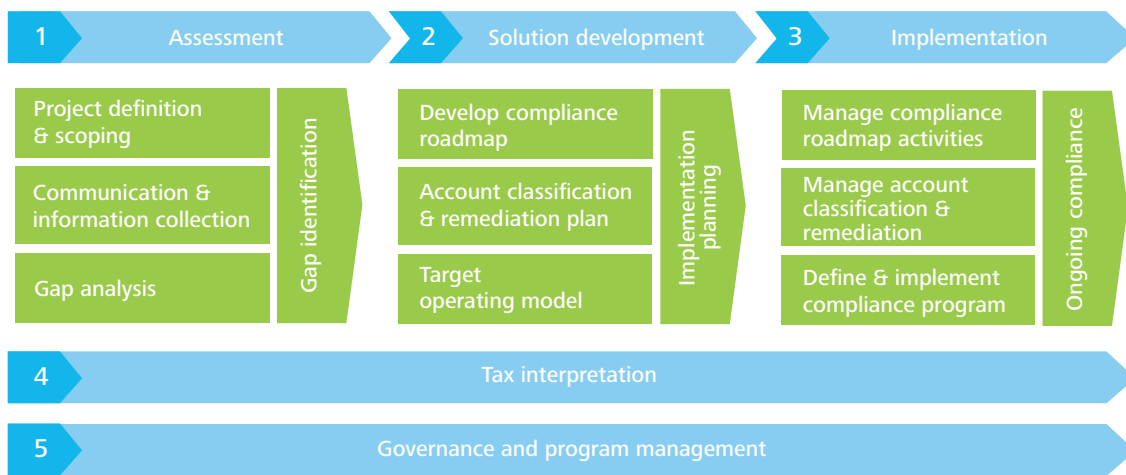 1
Assessment
2
Solution development
3
Implementation
Project definition
& scoping
Communication &
information collection
Gap analysis
Gap identification
Develop compliance
roadmap
Account classification
& remediation plan
Target
operating model
Implementation
planning
Manage compliance
roadmap activities
Manage account
classification &
remediation
Define & implement
compliance program
Ongoing compliance
4
Tax interpretation
5
Governance and program management